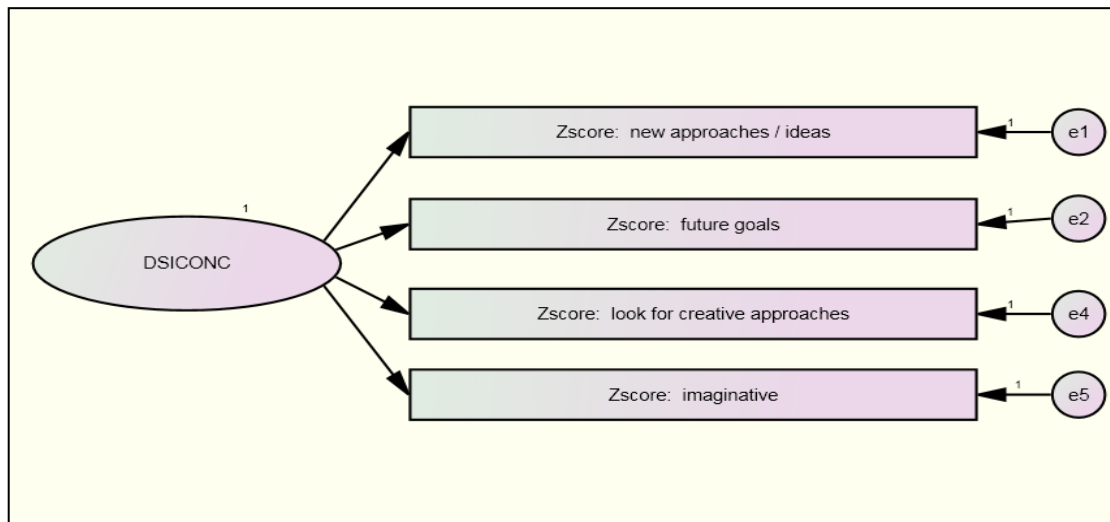 1
DSICONC
Zscore: new approaches / ideas
1
e1
Zscore: future goals
1
e2
Zscore: look for creative approaches
1
e4
Zscore: imaginative
1
e5